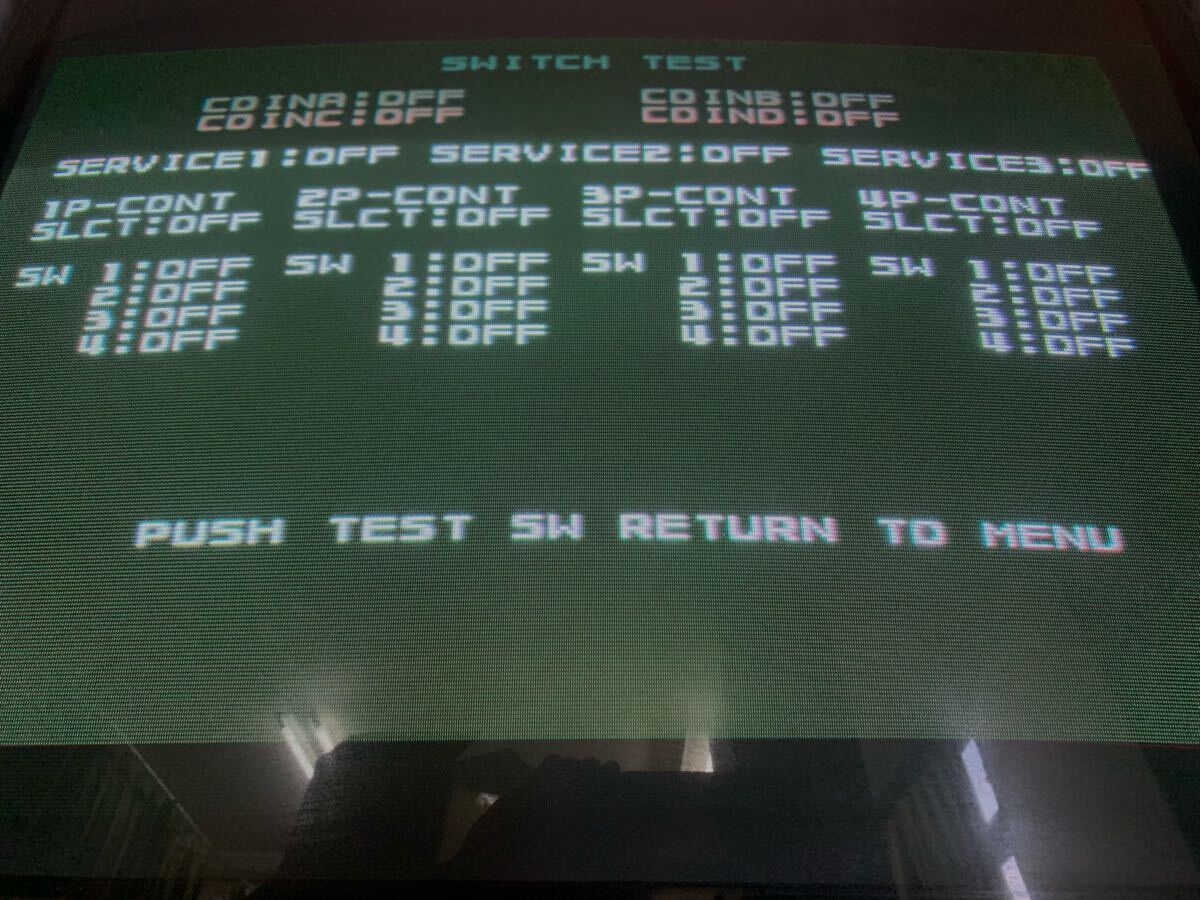 SWITCH TEST
COINA:OFF COINB:OFF
COINC:OFF COIND:OFF
SERVICE1:OFF SERVICE2:OFF SERVICE3:OFF
1P-CONT 2P-CONT 3P-CONT 4P-CONT
SLCT:OFF SLCT:OFF SLCT:OFF SLCT:OFF
SW 1:OFF SW 1:OFF SW 1:OFF SW 1:OFF
2:OFF 2:OFF 2:OFF 2:OFF
3:OFF 3:OFF 3:OFF 3:OFF
4:OFF 4:OFF 4:OFF 4:OFF
PUSH TEST SW RETURN TO MENU